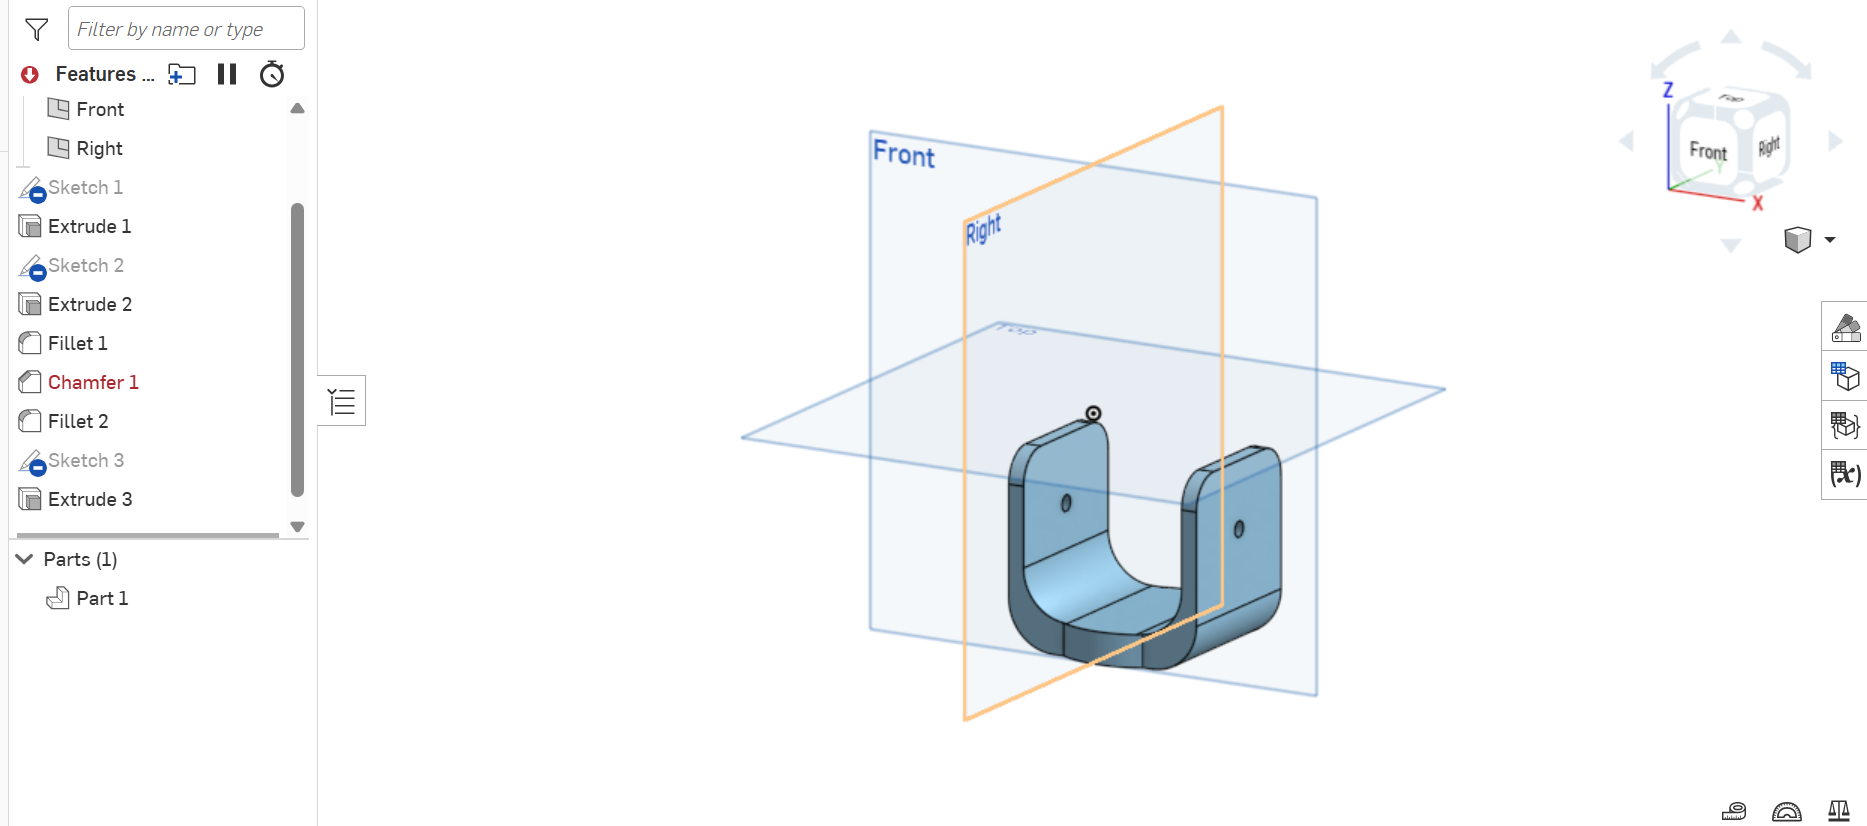 Filter by name or type
Features ...
Front
Right
Sketch 1
Extrude 1
Sketch 2
Extrude 2
Fillet 1
Chamfer 1
Fillet 2
Sketch 3
Extrude 3
Parts (1)
Part 1
Front
Right
Top
Z
Top
Front
Right
Y
X
(x)